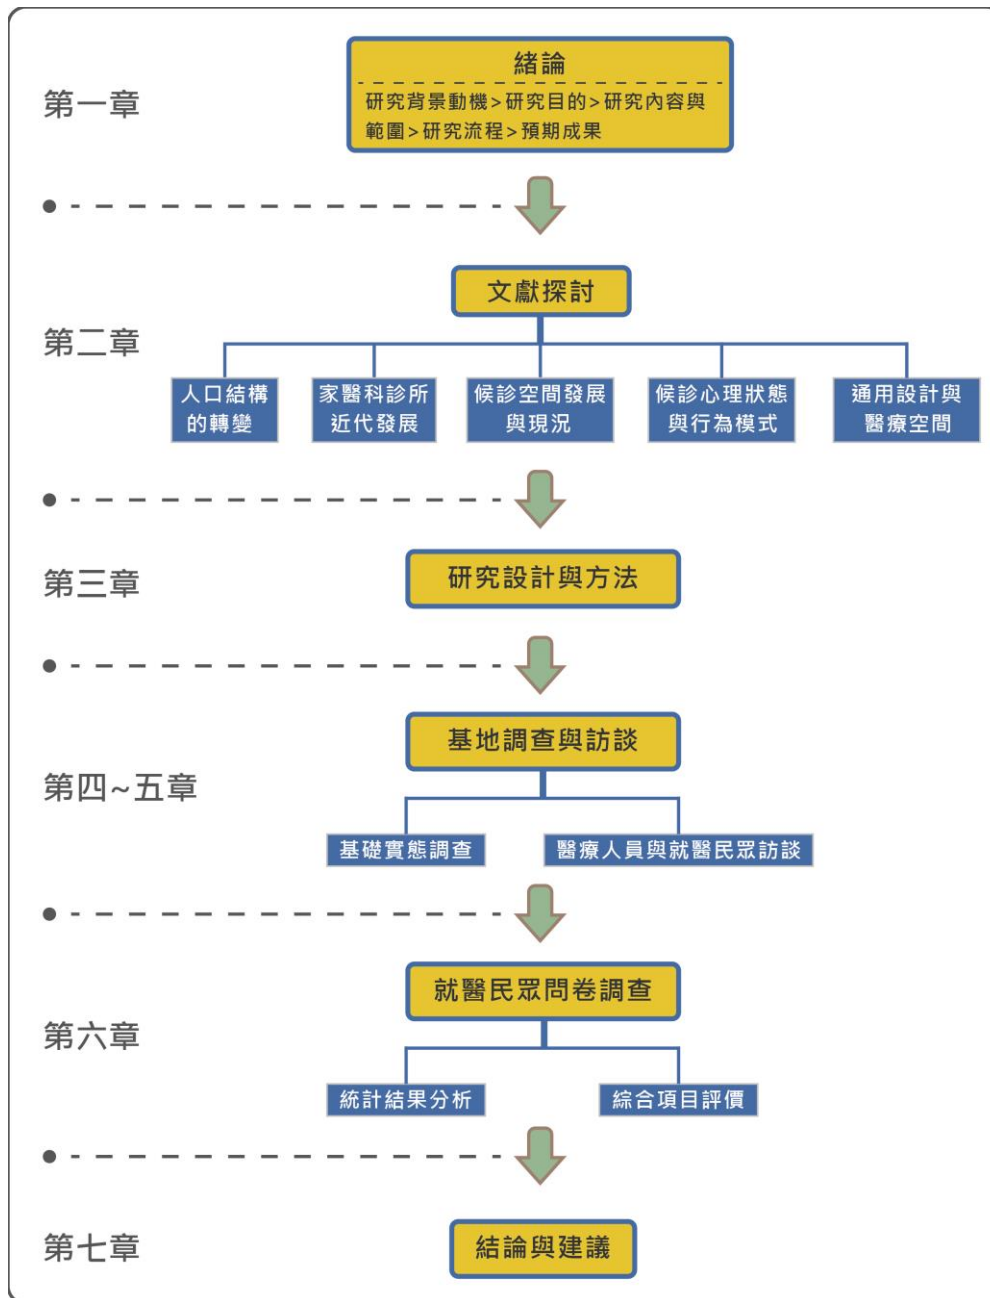 第一章
緒論
研究背景動機>研究目的>研究內容與
範圍>研究流程>預期成果
第二章
文獻探討
人口結構
的轉變
家醫科診所
近代發展
候診空間發展
與現況
候診心理狀態
與行為模式
通用設計與
醫療空間
第三章
研究設計與方法
第四~五章
基地調查與訪談
基礎實態調查
醫療人員與就醫民眾訪談
第六章
就醫民眾問卷調查
統計結果分析
綜合項目評價
第七章
結論與建議